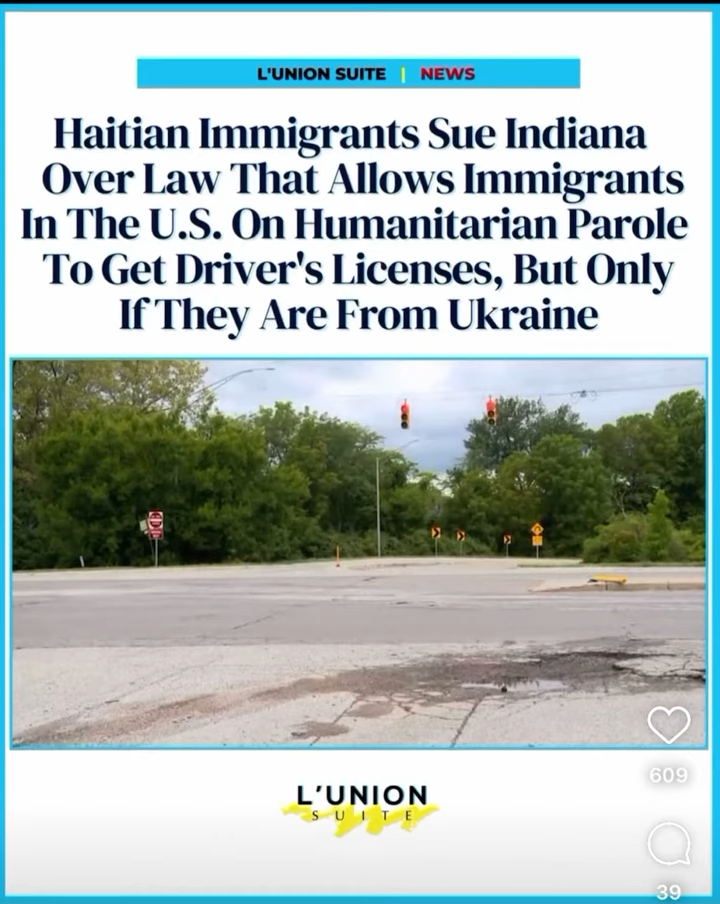 L'UNION SUITE | NEWS
Haitian Immigrants Sue Indiana
Over Law That Allows Immigrants
In The U.S. On Humanitarian Parole
To Get Driver's Licenses, But Only
If They Are From Ukraine
609
L'UNION
SUITE
39